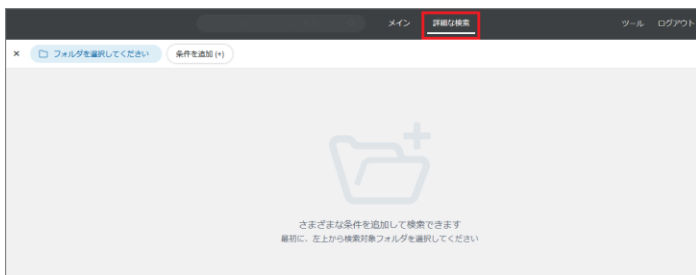 メイン 詳細な検索 ツール ログアウト
× フォルダを選択してください 条件を追加 (+)
さまざまな条件を追加して検索できます
最初に、左上から検索対象フォルダを選択してください